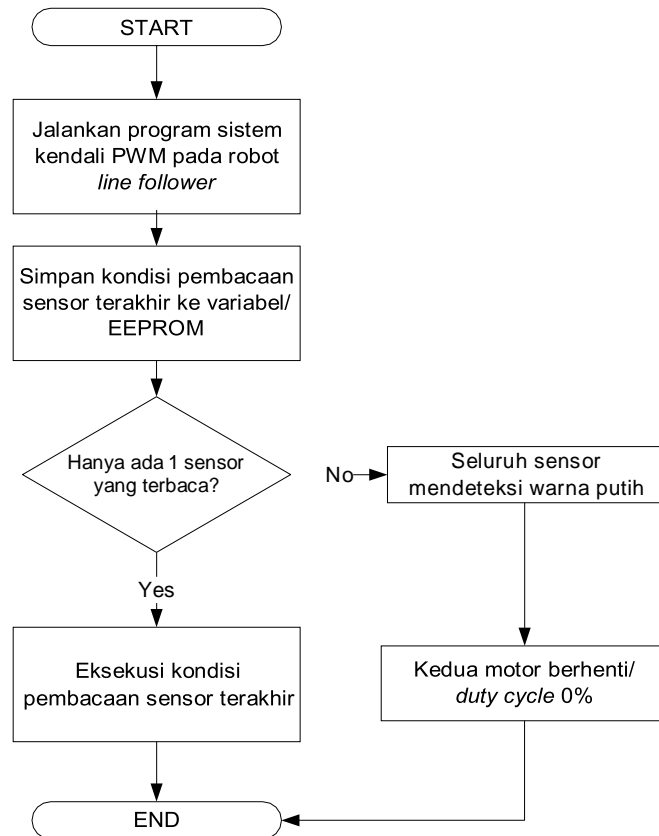 START
Jalankan program sistem
kendali PWM pada robot
line follower
Simpan kondisi pembacaan
sensor terakhir ke variabel/
EEPROM
Hanya ada 1 sensor
yang terbaca?
No
Seluruh sensor
mendeteksi warna putih
Yes
Eksekusi kondisi
pembacaan sensor terakhir
Kedua motor berhenti/
duty cycle 0%
END